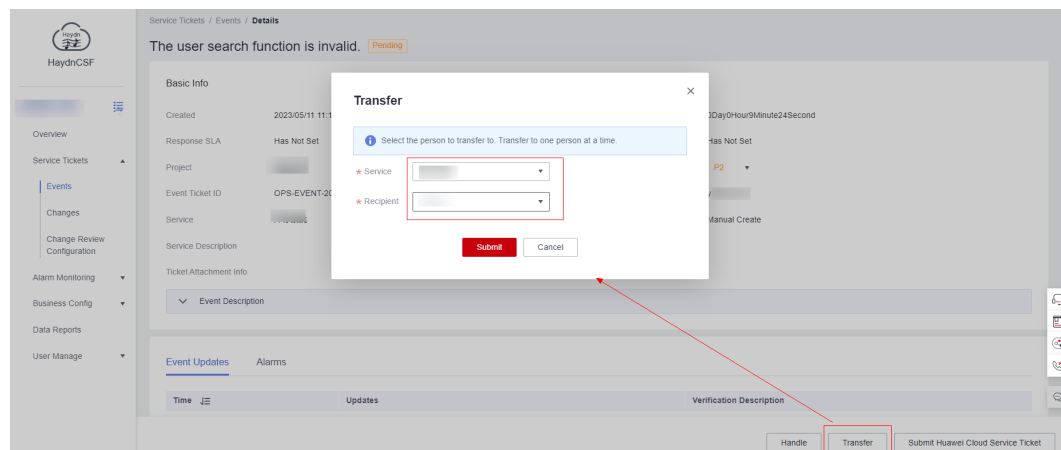 Service Tickets / Events / Details
Haydn
HaydnCSF
The user search function is invalid. Pending
Basic Info
Created 2023/05/11 11:1
0Day0Hour9Minute24Second
Response SLA Has Not Set
Has Not Set
Project
P2
Event Ticket ID OPS-EVENT-20
Service
Manual Create
Service Description
Ticket Attachment Info
Event Description
Transfer
Select the person to transfer to. Transfer to one person at a time.
* Service
* Recipient
Submit Cancel
Overview
Service Tickets
Events
Changes
Change Review
Configuration
Alarm Monitoring
Business Config
Data Reports
User Manage
Event Updates Alarms
Time Updates Verification Description
Handle Transfer Submit Huawei Cloud Service Ticket